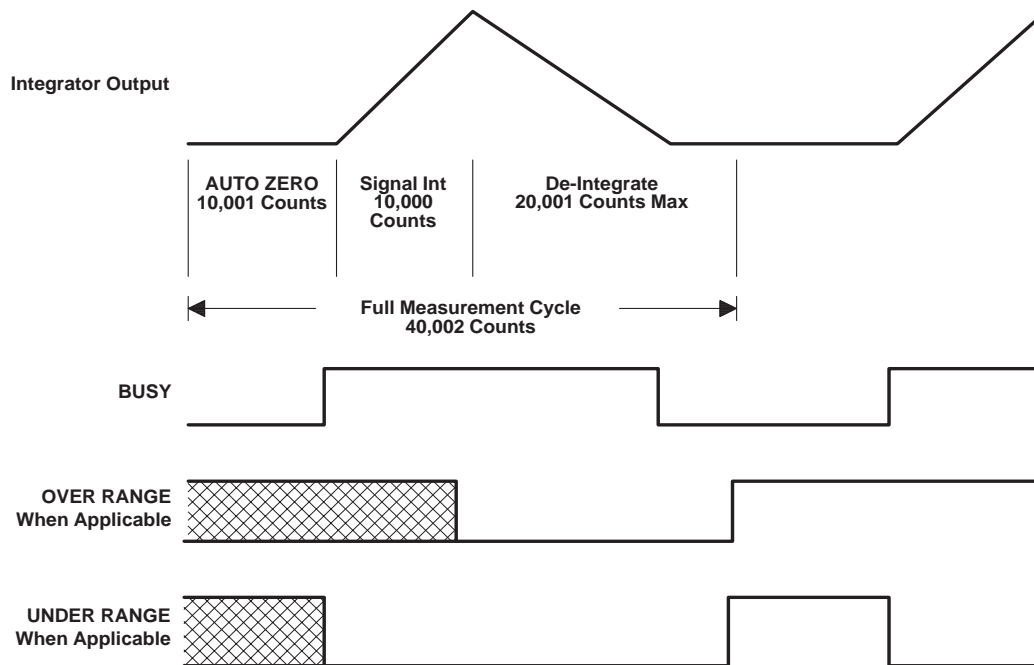 Integrator Output
AUTO ZERO
10,001 Counts
Signal Int
10,000
Counts
De-Integrate
20,001 Counts Max
Full Measurement Cycle
40,002 Counts
BUSY
OVER RANGE
When Applicable
UNDER RANGE
When Applicable